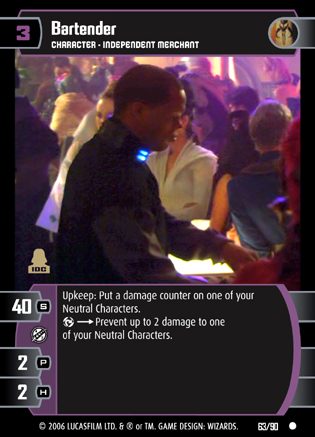 3
Bartender
CHARACTER • INDEPENDENT MERCHANT
IDC
40 S
Upkeep: Put a damage counter on one of your
Neutral Characters.
→ Prevent up to 2 damage to one
of your Neutral Characters.
2 P
2 H
© 2006 LUCASFILM LTD. & ® or TM. GAME DESIGN: WIZARDS.
63/90